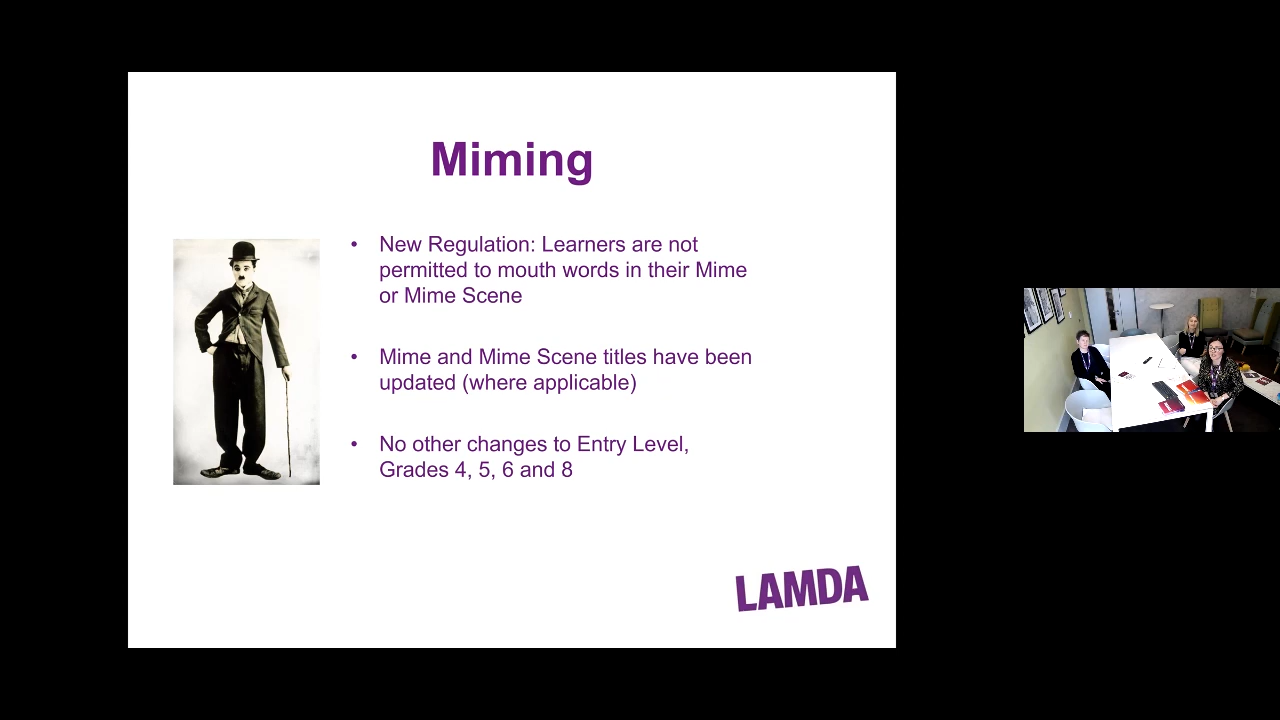 Miming
• New Regulation: Learners are not
permitted to mouth words in their Mime
or Mime Scene
• Mime and Mime Scene titles have been
updated (where applicable)
• No other changes to Entry Level,
Grades 4, 5, 6 and 8
LAMDA